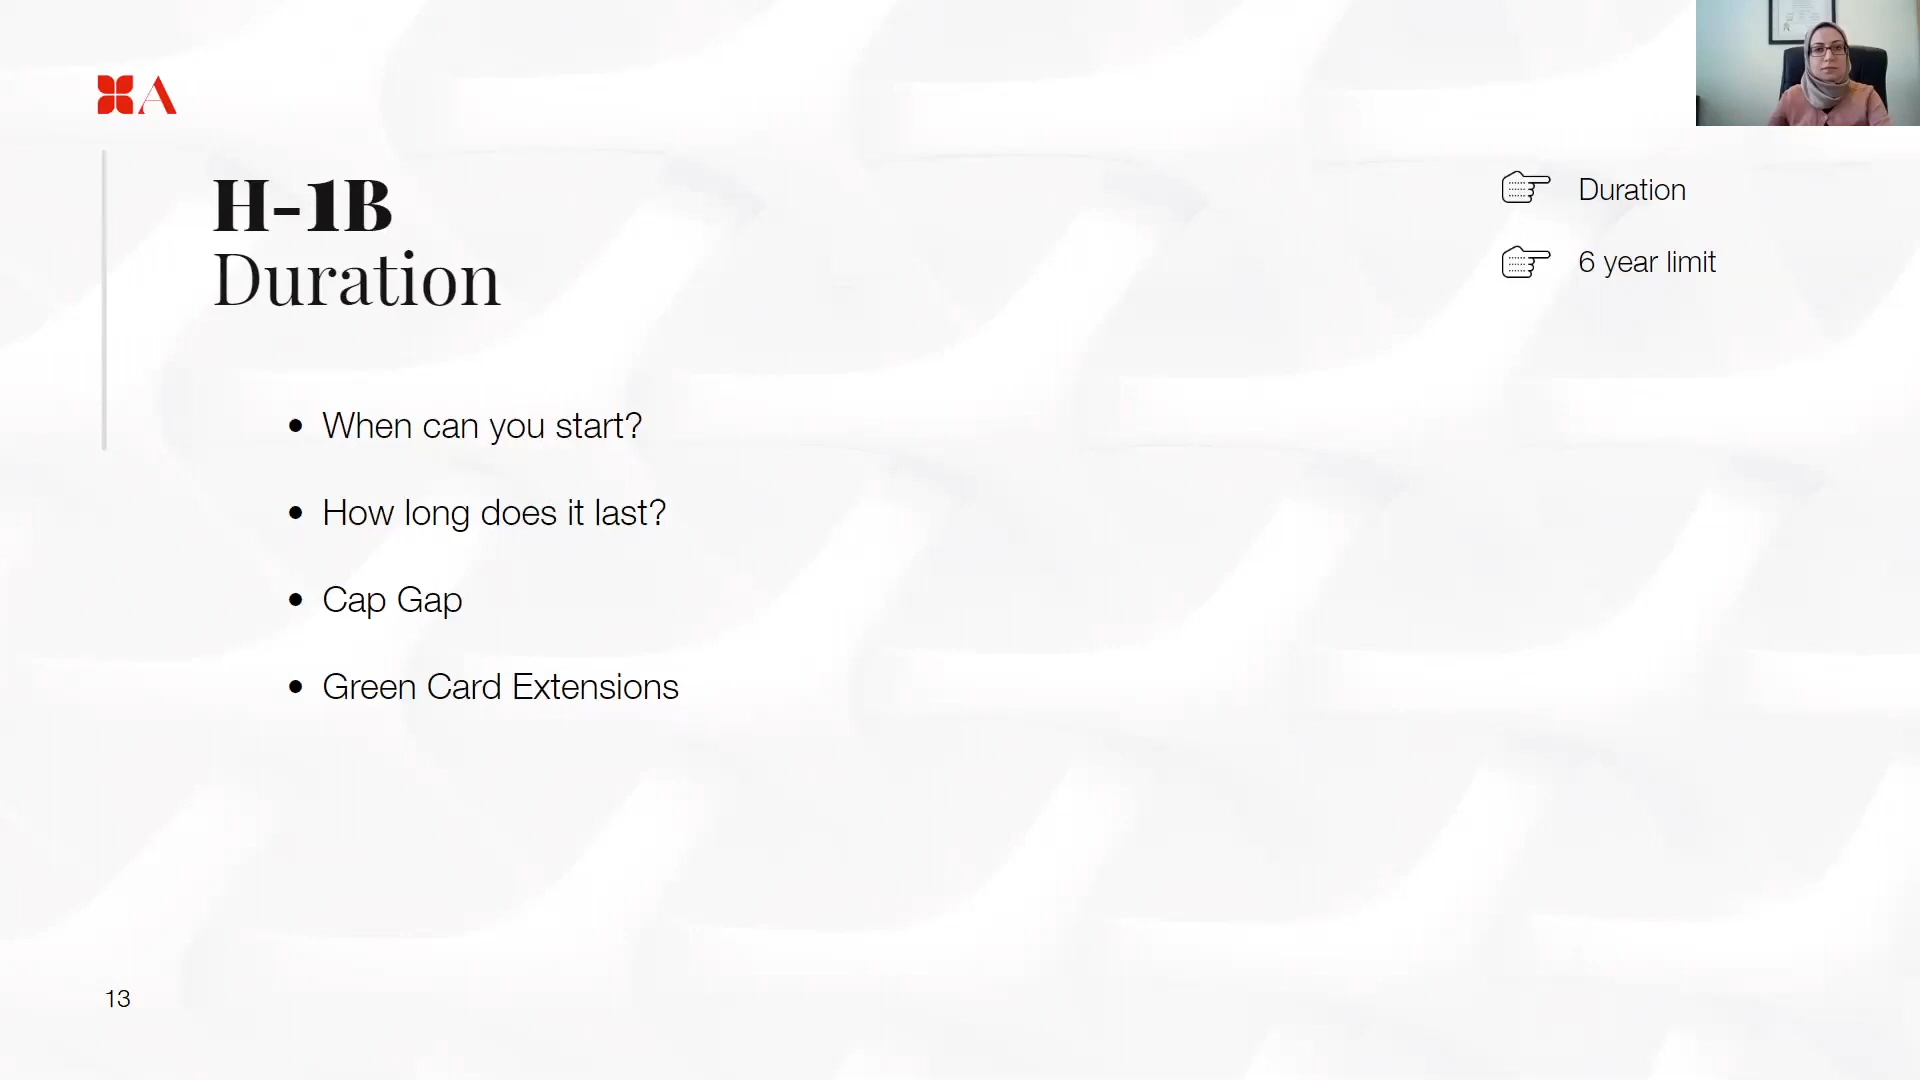 A
H-1B
Duration
Duration
6 year limit
• When can you start?
• How long does it last?
• Cap Gap
• Green Card Extensions
13